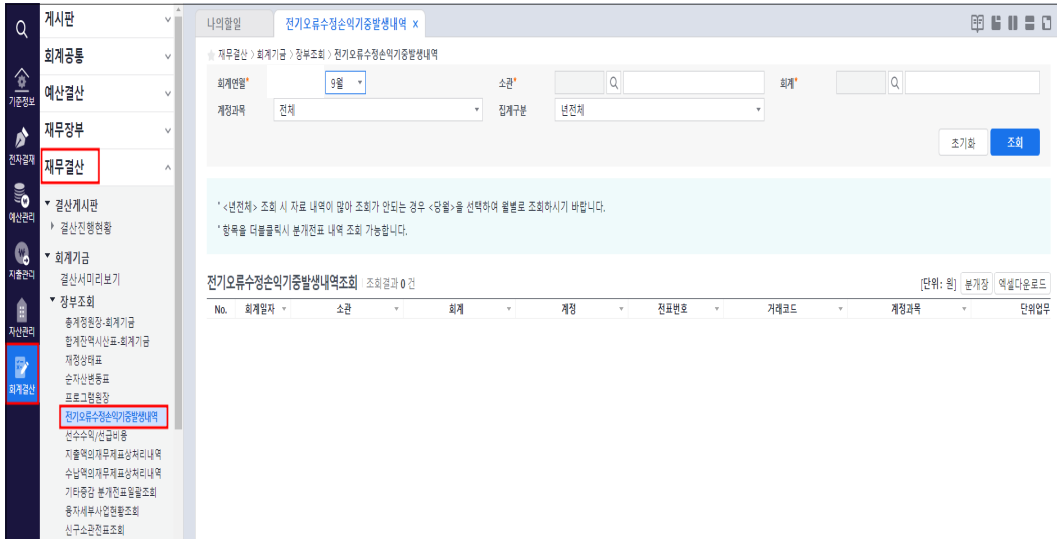 게시판
회계공통
예산결산
재무장부
재무결산
결산게시판
결산진행현황
회계기금
결산서미리보기
장부조회
총계정원장-회계기금
합계잔액시산표-회계기금
재정상태표
순자산변동표
프로그램원장
전기오류수정손익기중발생내역
선수수익/선급비용
지출액의재무제표상처리내역
수납액의재무제표상처리내역
기타증감 분개전표일괄조회
융자세부사업현황조회
신구소관전표조회
기준정보
전자결재
예산관리
지출관리
자산관리
회계결산
나의할일 전기오류수정손익기중발생내역 x
재무결산 > 회계기금 > 장부조회 > 전기오류수정손익기중발생내역
회계연월* 9월 소관* 회계*
계정과목 전체 집계구분 년전체
초기화 조회
* <년전체> 조회 시 자료 내역이 많아 조회가 안되는 경우 <당월>을 선택하여 월별로 조회하시기 바랍니다.
* 항목을 더블클릭시 분개전표 내역 조회 가능합니다.
전기오류수정손익기중발생내역조회 조회결과 0 건 [단위: 원] 분개장 엑셀다운로드
No. 회계일자 소관 회계 계정 전표번호 거래코드 계정과목 단위업무